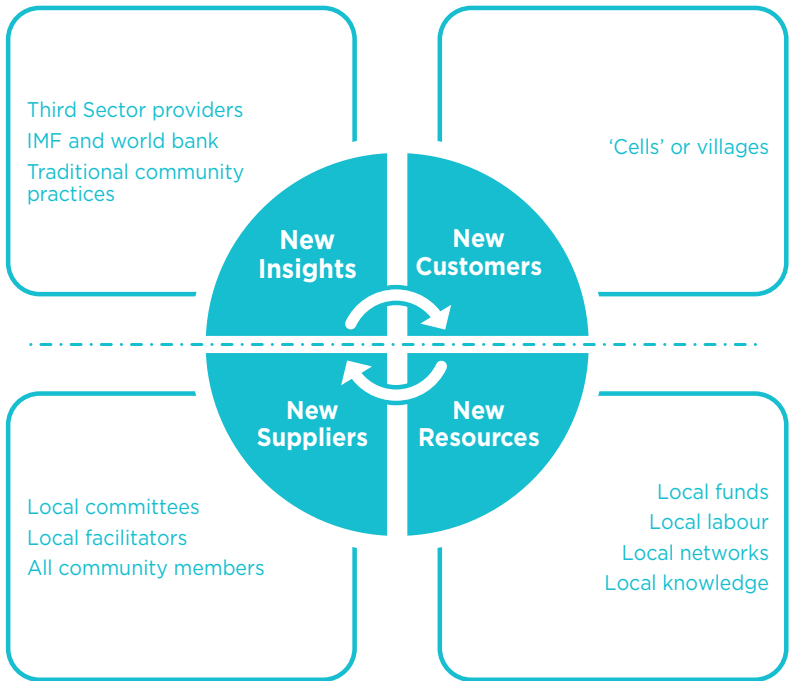 Third Sector providers
IMF and world bank
Traditional community
practices
‘Cells’ or villages
New
Insights
New
Customers
New
Suppliers
New
Resources
Local committees
Local facilitators
All community members
Local funds
Local labour
Local networks
Local knowledge